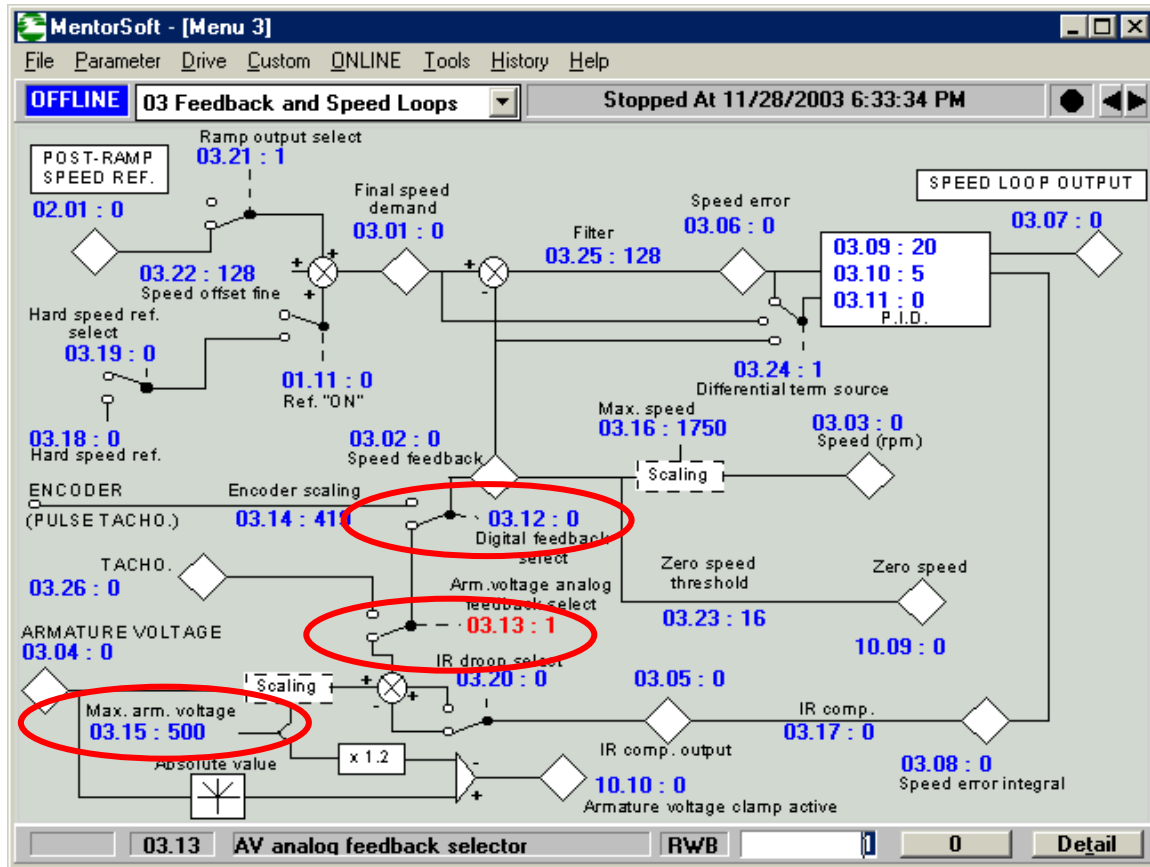 MentorSoft - [Menu 3]
File Parameter Drive Custom ONLINE Tools History Help
OFFLINE 03 Feedback and Speed Loops Stopped At 11/28/2003 6:33:34 PM
Ramp output select
03.21 : 1
POST-RAMP
SPEED REF.
02.01 : 0
Final speed
demand
03.01 : 0
Speed error
03.06 : 0
SPEED LOOP OUTPUT
03.07 : 0
Filter
03.25 : 128
03.09 : 20
03.10 : 5
03.11 : 0
P.I.D.
03.22 : 128
Speed offset fine
+
+
+
+
-
Hard speed ref.
select
03.19 : 0
01.11 : 0
Ref. "ON"
03.24 : 1
Differential term source
03.18 : 0
Hard speed ref.
03.02 : 0
Speed feedback
Max. speed
03.16 : 1750
03.03 : 0
Speed (rpm)
Scaling
ENCODER
(PULSE TACHO.)
Encoder scaling
03.14 : 419
03.12 : 0
Digital feedback
select
TACHO.
03.26 : 0
Arm.voltage analog
feedback select
03.13 : 1
Zero speed
threshold
03.23 : 16
Zero speed
10.09 : 0
ARMATURE VOLTAGE
03.04 : 0
Scaling
+
-
+
IR droop select
03.20 : 0
03.05 : 0
IR comp. output
IR comp.
03.17 : 0
03.08 : 0
Speed error integral
Max. arm. voltage
03.15 : 500
Absolute value
x 1.2
-
+
10.10 : 0
Armature voltage clamp active
03.13 AV analog feedback selector RWB 1 0 Detail